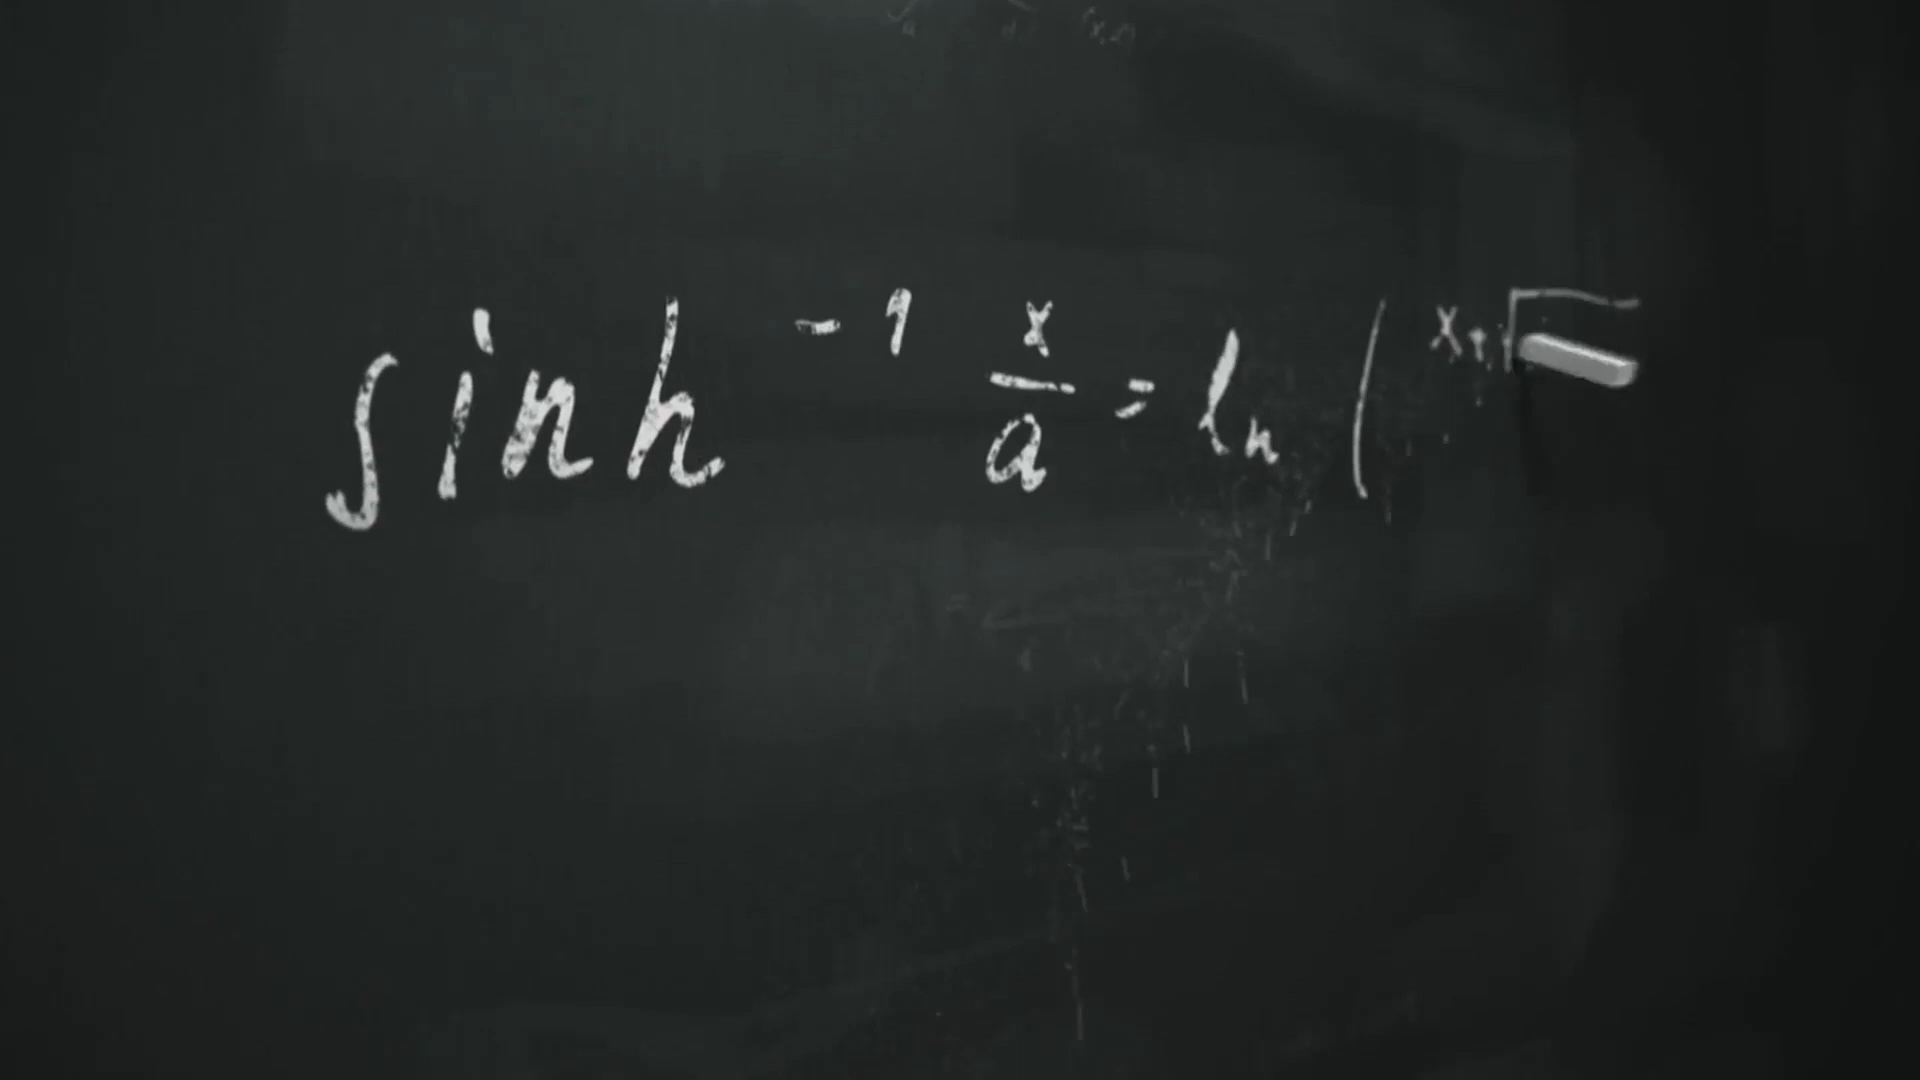 sinh⁻¹ x/a = ln ( x+√